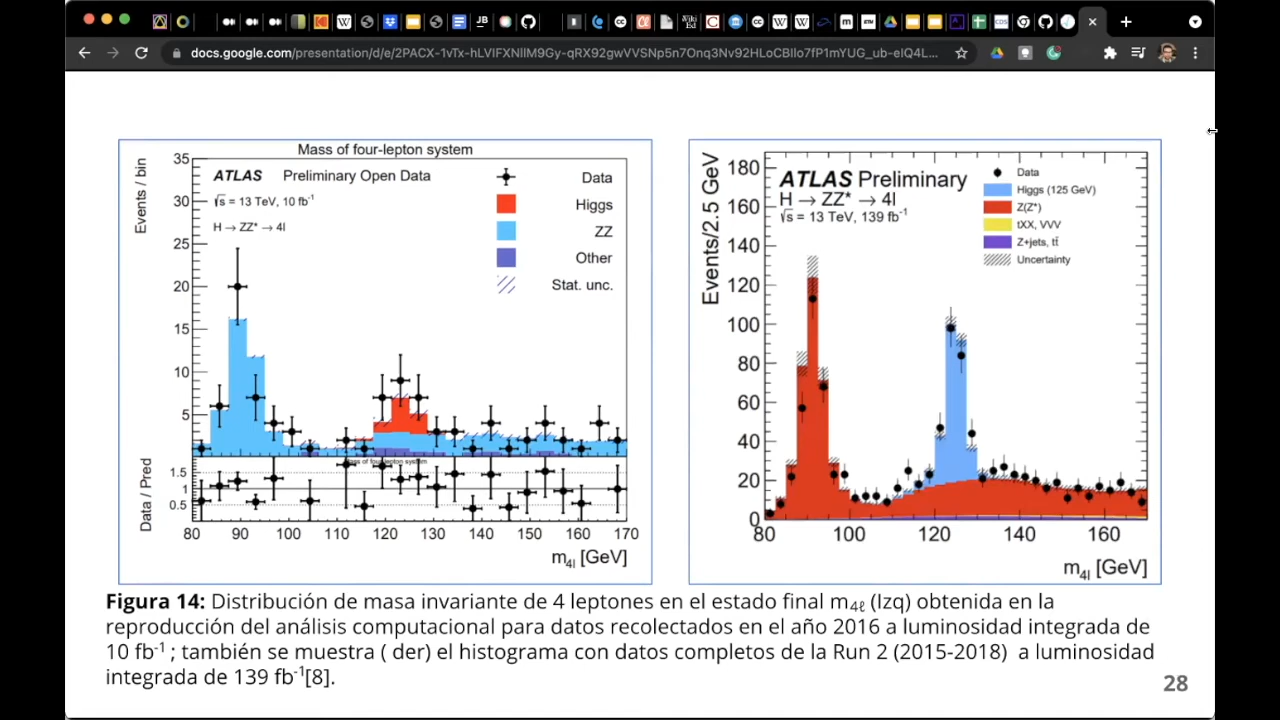 docs.google.com/presentation/d/e/2PACX-1vTx-hLVIFXNIIM9Gy-qRX92gwVVSNp5n7Onq3Nv92HLoCBIlo7fP1mYUG_ub-eIQ4L...
Mass of four-lepton system
Events / bin
35
30
25
20
15
10
5
ATLAS Preliminary Open Data
√s = 13 TeV, 10 fb⁻¹
H → ZZ* → 4l
Data
Higgs
ZZ
Other
Stat. unc.
Data / Pred
Mass of four-lepton system
1.5
1
0.5
80 90 100 110 120 130 140 150 160 170
m₄ₗ [GeV]
Events/2.5 GeV
180
160
140
120
100
80
60
40
20
0
ATLAS Preliminary
H → ZZ* → 4l
√s = 13 TeV, 139 fb⁻¹
Data
Higgs (125 GeV)
Z(Z*)
tXX, VVV
Z+jets, tt̄
Uncertainty
80 100 120 140 160
m₄ₗ [GeV]
Figura 14: Distribución de masa invariante de 4 leptones en el estado final m₄ℓ (Izq) obtenida en la
reproducción del análisis computacional para datos recolectados en el año 2016 a luminosidad integrada de
10 fb⁻¹ ; también se muestra ( der) el histograma con datos completos de la Run 2 (2015-2018) a luminosidad
integrada de 139 fb⁻¹[8].
28